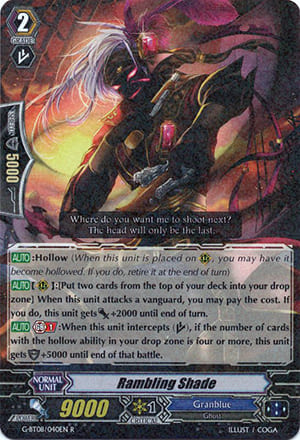 2
GRADE
SHIELD
5000
Where do you want me to shoot next?
The head will only be the last.
AUTO:Hollow (When this unit is placed on R, you may have it
become hollowed. If you do, retire it at the end of turn)
AUTO[R]:[Put two cards from the top of your deck into your drop
zone] When this unit attacks a vanguard, you may pay the cost. If
you do, this unit gets +2000 until end of turn.
AUTO GB1:When this unit intercepts ( ), if the number of cards
with the hollow ability in your drop zone is four or more, this unit
gets +5000 until end of that battle.
Rambling Shade
NORMAL
UNIT
POWER
9000
1
CRITICAL
Granblue
Ghost
G-BT08/040EN R
ILLUST / COGA